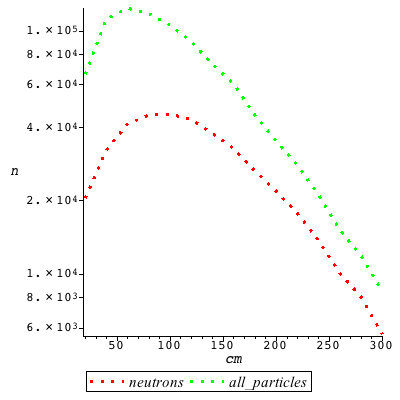 1. × 10⁵
8. × 10⁴
6. × 10⁴
4. × 10⁴
n
2. × 10⁴
1. × 10⁴
8. × 10³
6. × 10³
50 100 150 200 250 300
cm
neutrons all_particles